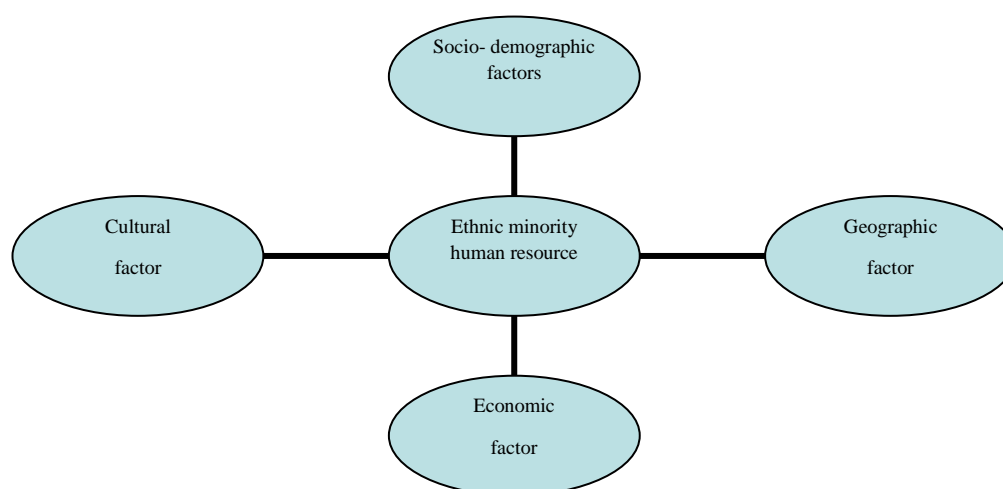 Socio- demographic
factors
Cultural
factor
Ethnic minority
human resource
Geographic
factor
Economic
factor